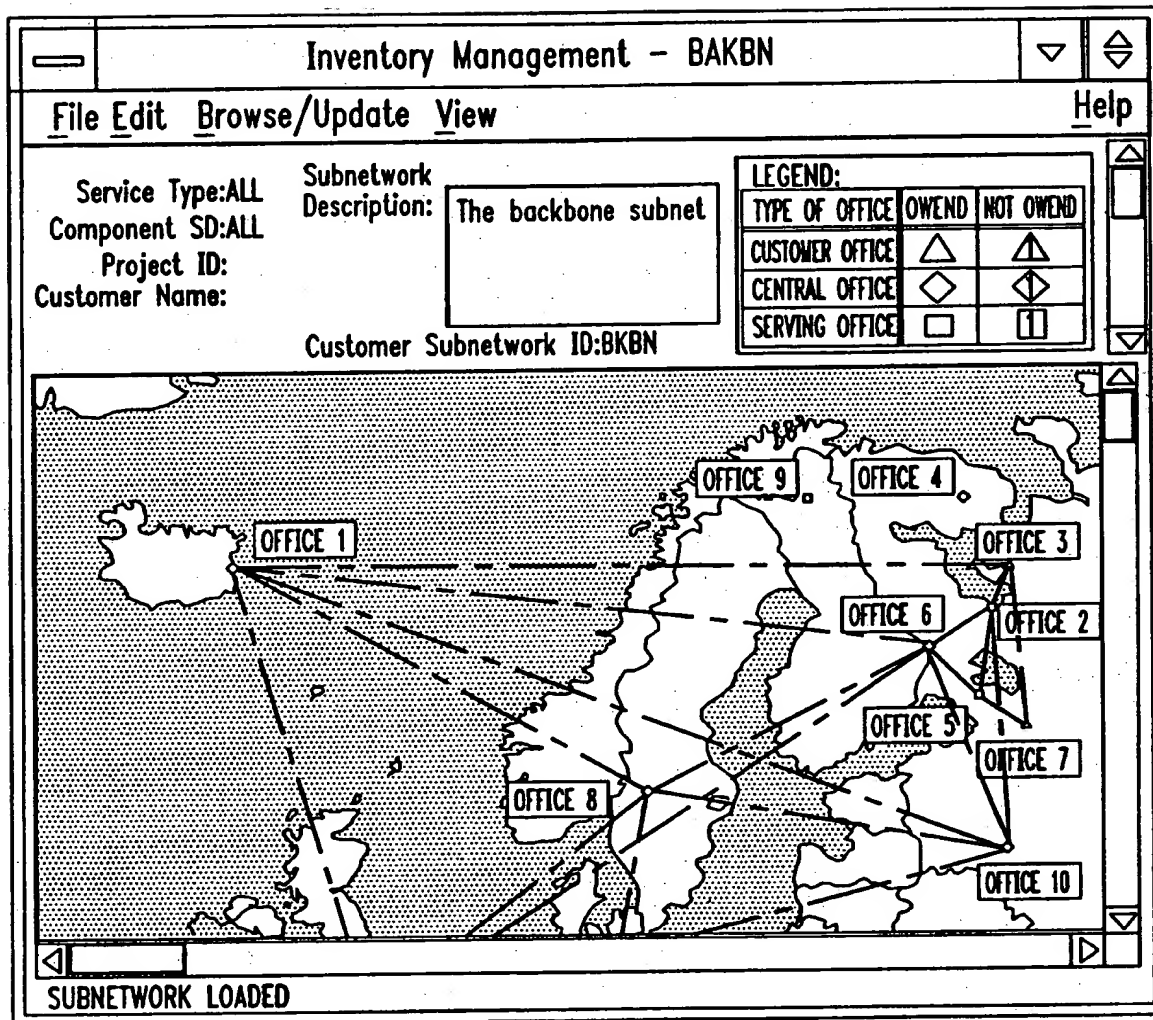 Inventory Management - BAKBN
File Edit Browse/Update View Help
Service Type:ALL
Component SD:ALL
Project ID:
Customer Name:
Subnetwork
Description:
The backbone subnet
Customer Subnetwork ID:BKBN
LEGEND:
TYPE OF OFFICE OWEND NOT OWEND
CUSTOMER OFFICE
CENTRAL OFFICE
SERVING OFFICE
OFFICE 9
OFFICE 4
OFFICE 1
OFFICE 3
OFFICE 6
OFFICE 2
OFFICE 5
OFFICE 7
OFFICE 8
OFFICE 10
SUBNETWORK LOADED